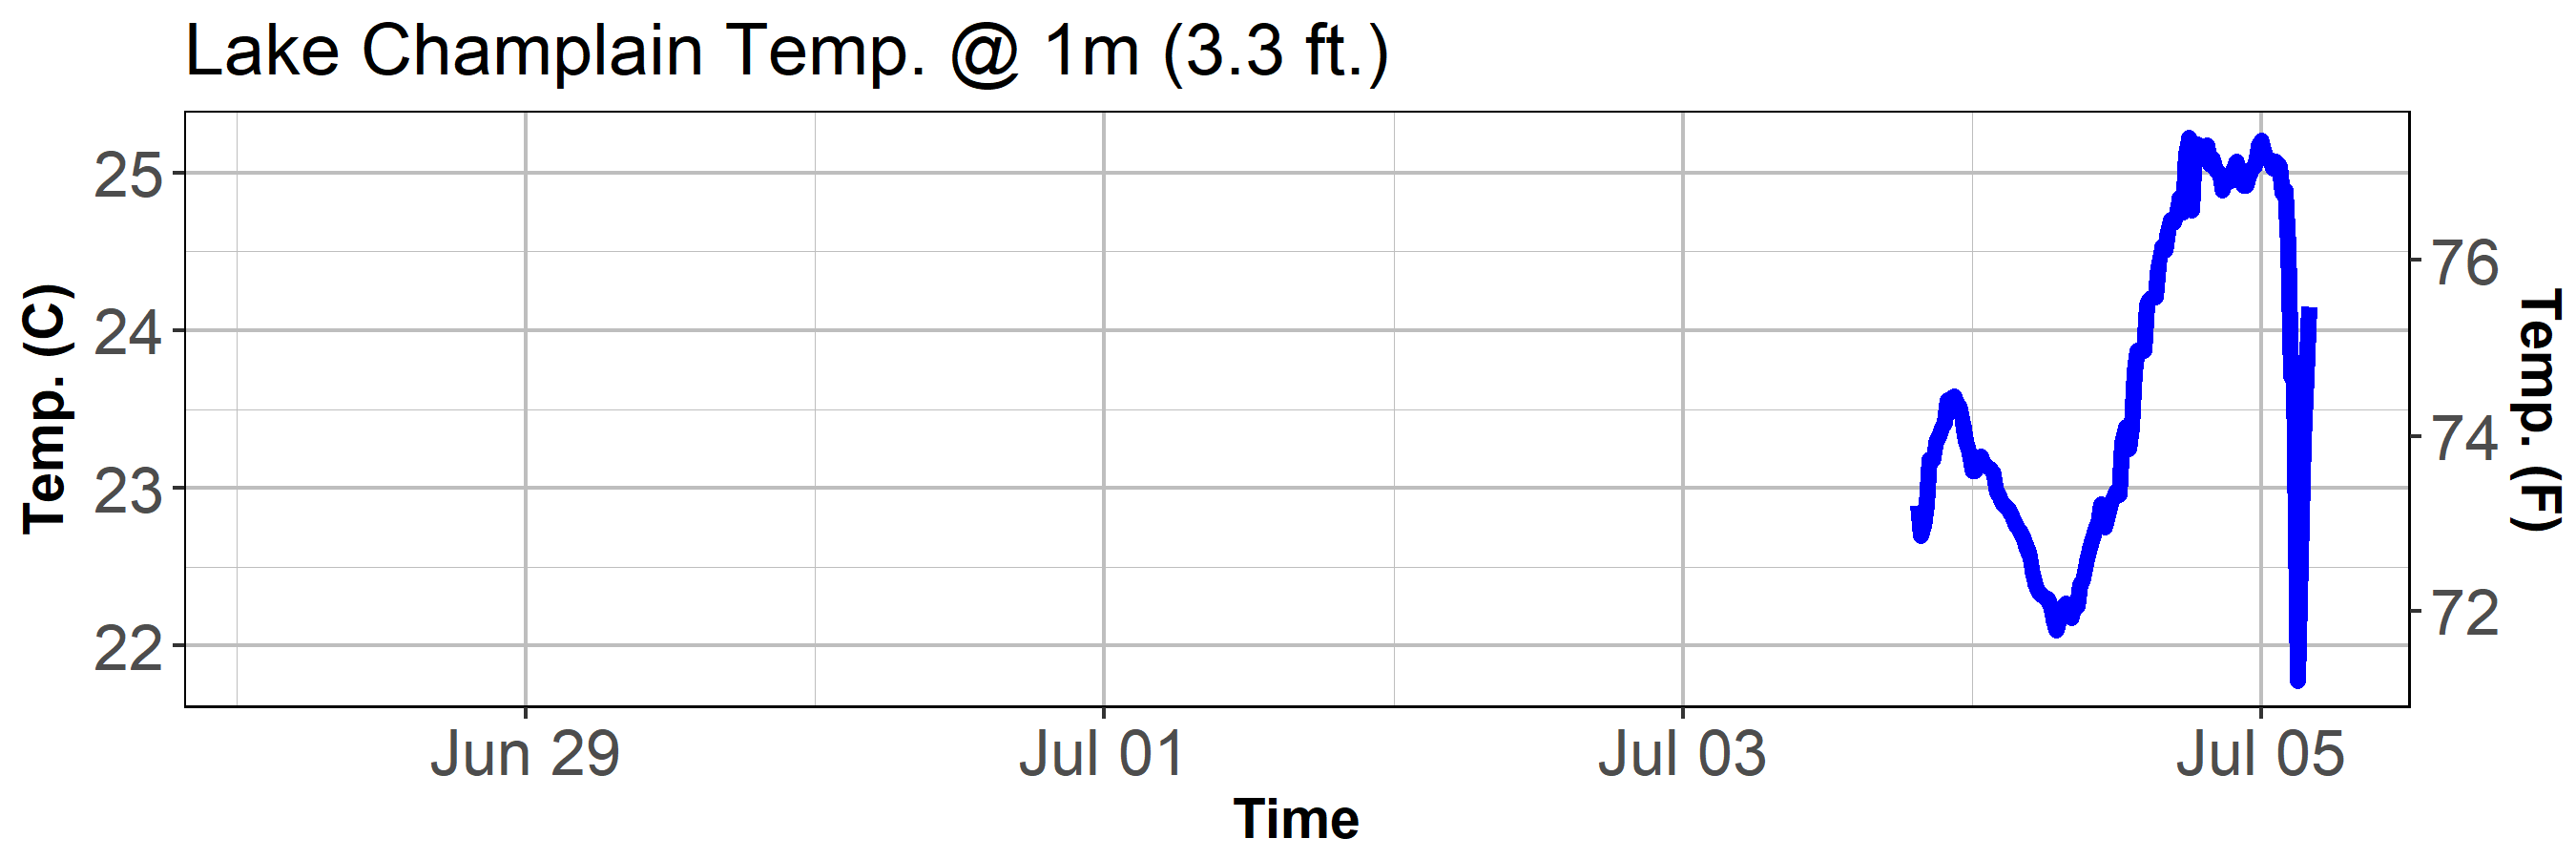 Lake Champlain Temp. @ 1m (3.3 ft.)
Temp. (C)
25
24
23
22
76
74
72
Temp. (F)
Jun 29
Jul 01
Jul 03
Jul 05
Time